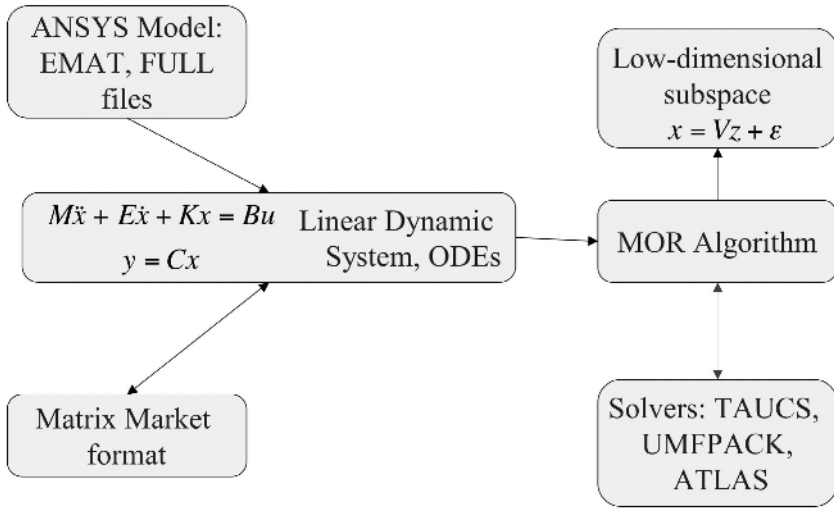 ANSYS Model:
EMAT, FULL
files
Low-dimensional
subspace
x = Vz + ε
Mẍ + Eẋ + Kx = Bu
y = Cx
Linear Dynamic
System, ODEs
MOR Algorithm
Matrix Market
format
Solvers: TAUCS,
UMFPACK,
ATLAS